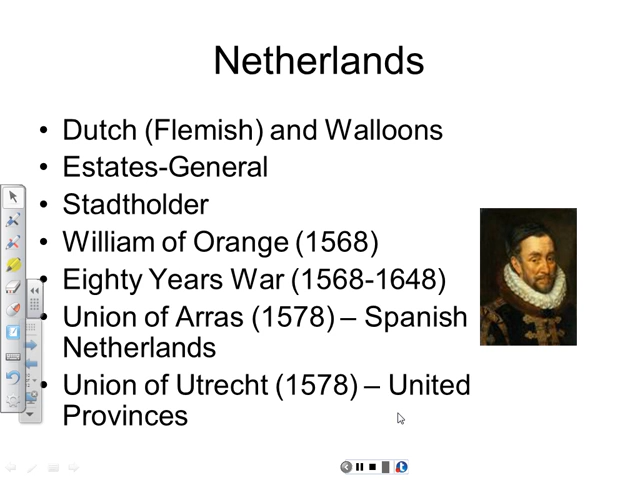 Netherlands
• Dutch (Flemish) and Walloons
• Estates-General
• Stadtholder
• William of Orange (1568)
• Eighty Years War (1568-1648)
• Union of Arras (1578) – Spanish
Netherlands
• Union of Utrecht (1578) – United
Provinces